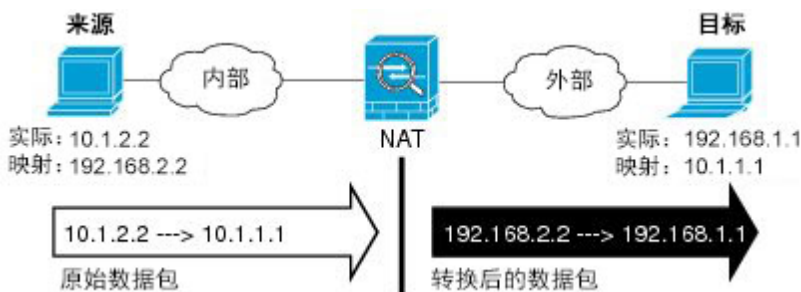 来源
目标
内部
外部
NAT
实际：10.1.2.2
映射：192.168.2.2
实际：192.168.1.1
映射：10.1.1.1
10.1.2.2 ---> 10.1.1.1
192.168.2.2 ---> 192.168.1.1
原始数据包
转换后的数据包